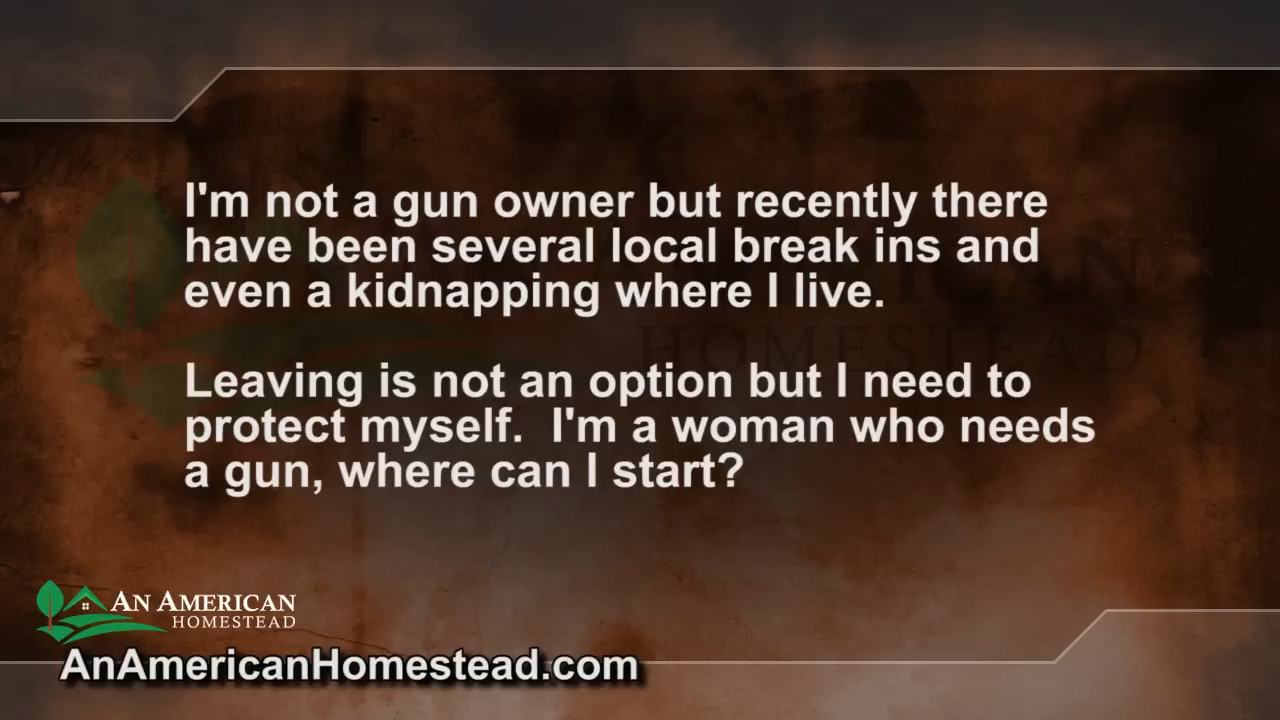 I'm not a gun owner but recently there
have been several local break ins and
even a kidnapping where I live.
Leaving is not an option but I need to
protect myself.  I'm a woman who needs
a gun, where can I start?
AN AMERICAN
HOMESTEAD
AnAmericanHomestead.com